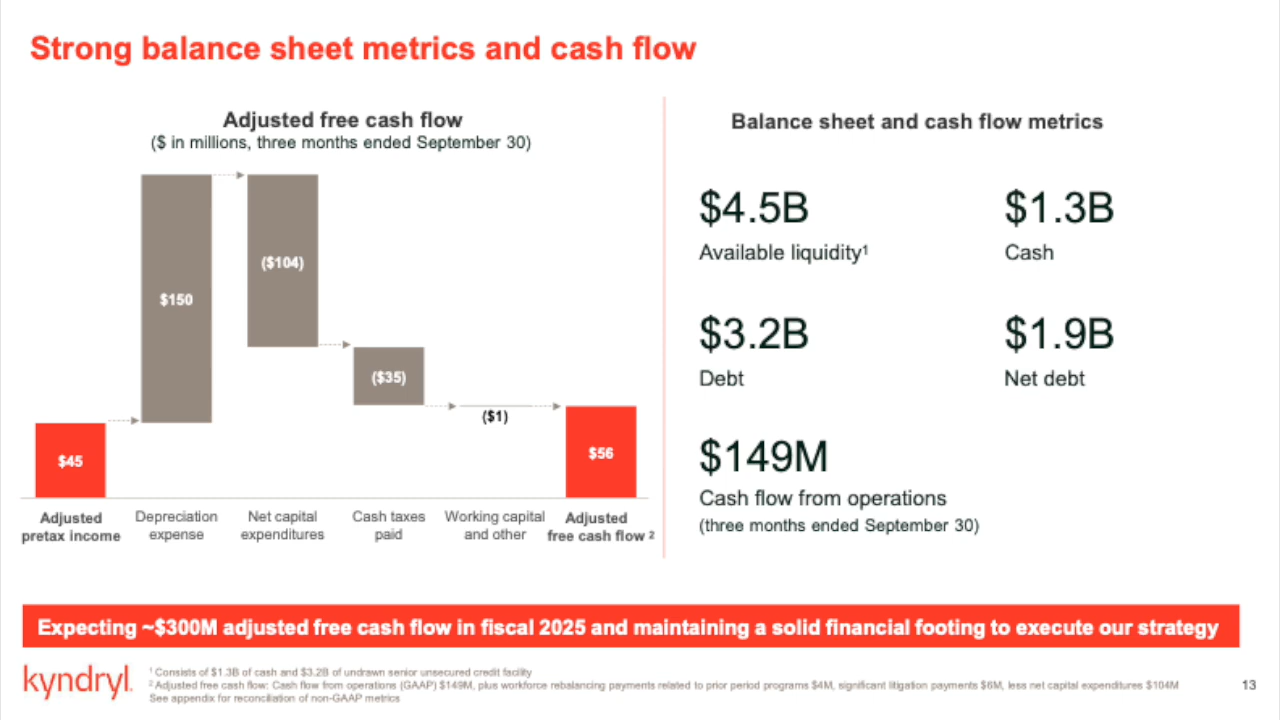 Strong balance sheet metrics and cash flow
Adjusted free cash flow
($ in millions, three months ended September 30)
$45
$150
($104)
($35)
($1)
$56
Adjusted
pretax income
Depreciation
expense
Net capital
expenditures
Cash taxes
paid
Working capital
and other
Adjusted
free cash flow ²
Balance sheet and cash flow metrics
$4.5B
Available liquidity¹
$1.3B
Cash
$3.2B
Debt
$1.9B
Net debt
$149M
Cash flow from operations
(three months ended September 30)
Expecting ~$300M adjusted free cash flow in fiscal 2025 and maintaining a solid financial footing to execute our strategy
kyndryl.
¹ Consists of $1.3B of cash and $3.2B of undrawn senior unsecured credit facility
² Adjusted free cash flow: Cash flow from operations (GAAP) $149M, plus workforce rebalancing payments related to prior period programs $4M, significant litigation payments $6M, less net capital expenditures $104M
See appendix for reconciliation of non-GAAP metrics
13